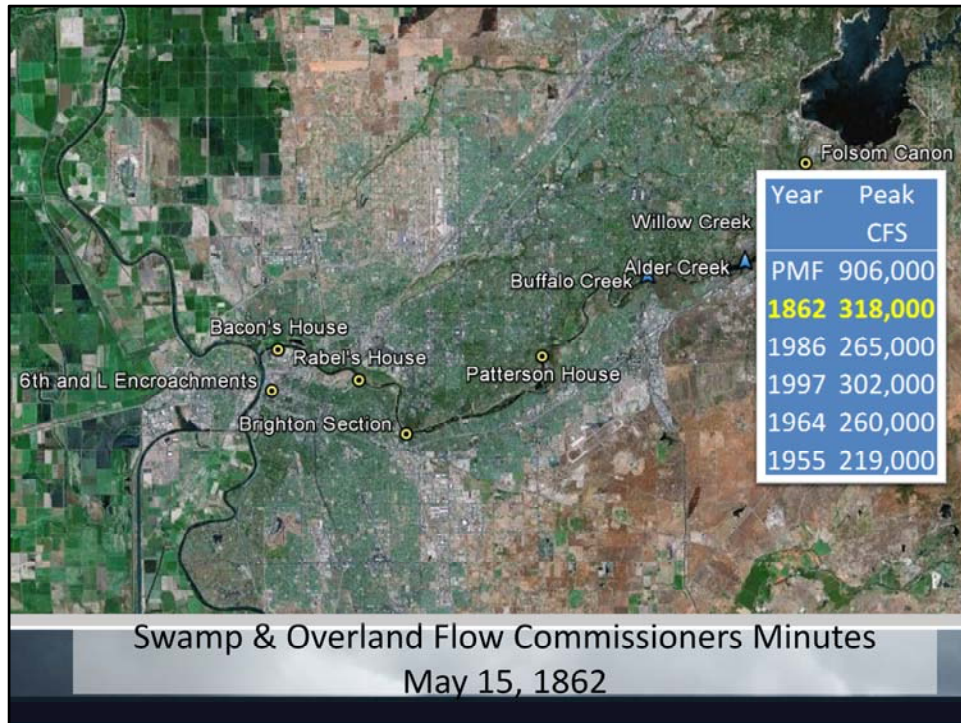 Folsom Canon
Willow Creek
Alder Creek
Buffalo Creek
Bacon's House
Rabel's House
6th and L Encroachments
Patterson House
Brighton Section
Year Peak
CFS
PMF 906,000
1862 318,000
1986 265,000
1997 302,000
1964 260,000
1955 219,000
Swamp & Overland Flow Commissioners Minutes
May 15, 1862